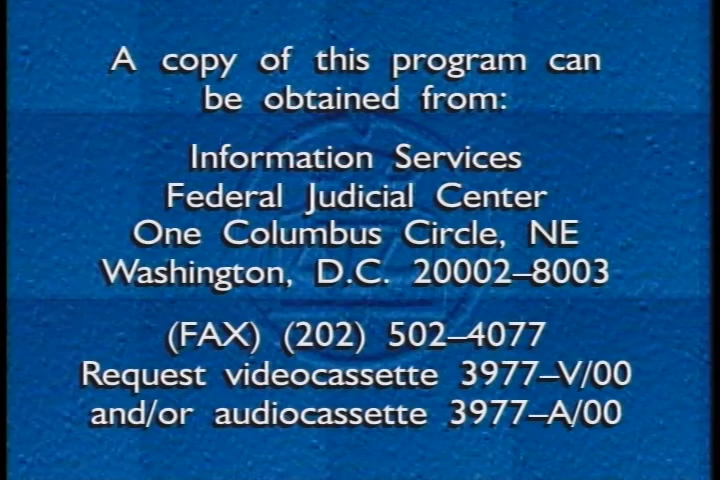 A copy of this program can
be obtained from:
Information Services
Federal Judicial Center
One Columbus Circle, NE
Washington, D.C. 20002–8003
(FAX) (202) 502–4077
Request videocassette 3977–V/00
and/or audiocassette 3977–A/00